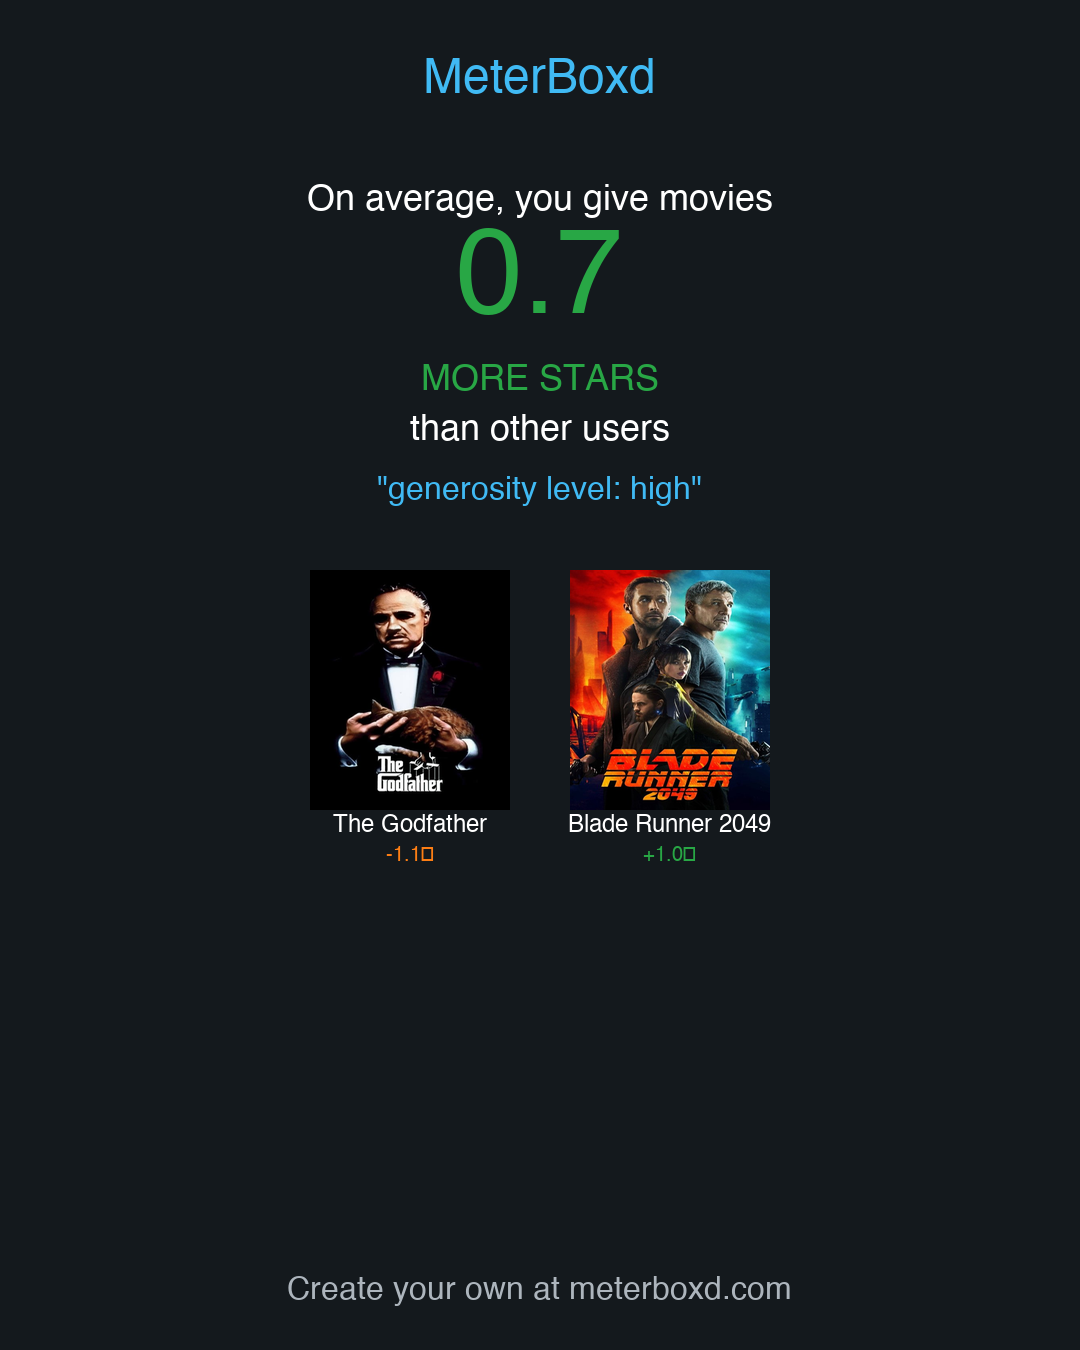 MeterBoxd
On average, you give movies
0.7
MORE STARS
than other users
"generosity level: high"
The
Godfather
BLADE
RUNNER
2049
The Godfather
Blade Runner 2049
-1.1□
+1.0□
Create your own at meterboxd.com